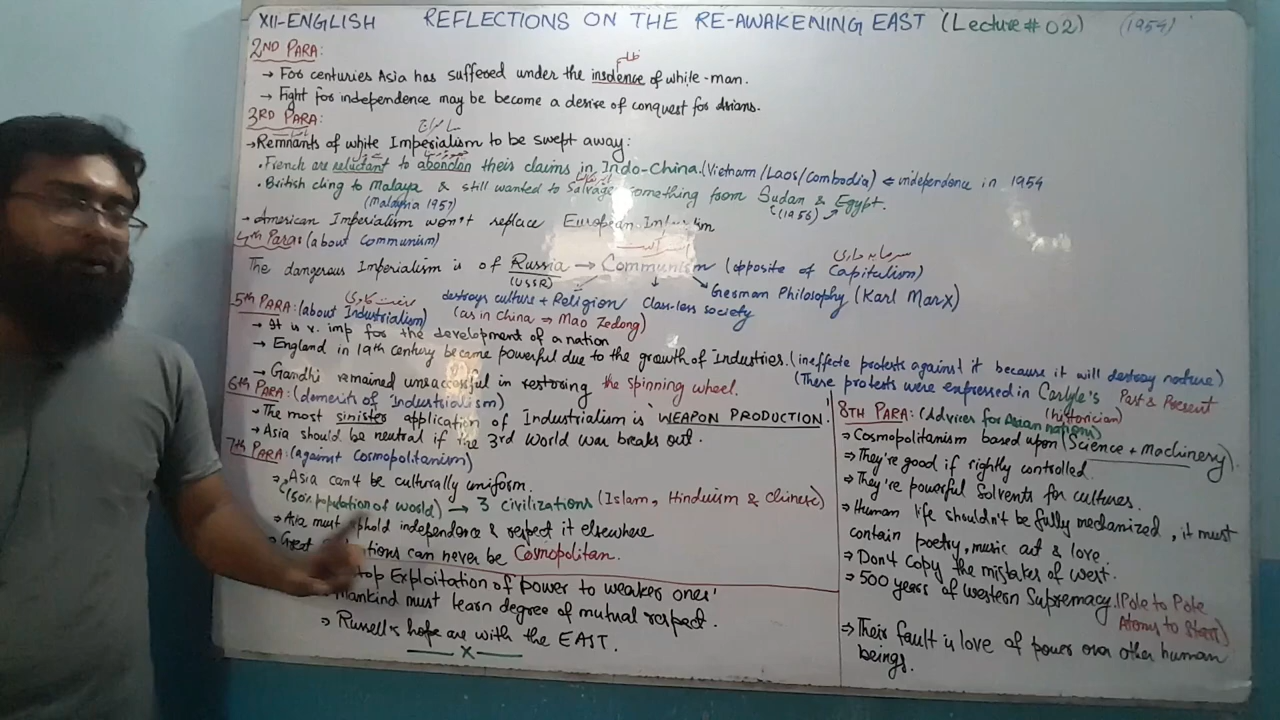 XII-ENGLISH REFLECTIONS ON THE RE-AWAKENING EAST (Lecture # 02) (1954)
2ND PARA:
→ For centuries Asia has suffered under the insolence of white-man.
→ Fight for independence may be become a desire of conquest for Asians.
3RD PARA:
→ Remnants of white Imperialism to be swept away:
• French are reluctant to abandon their claims in Indo-China. (Vietnam/Laos/Combodia) ← independence in 1954
• British cling to Malaya & still wanted to Salvage something from Sudan & Egypt.
(Malaysia 1957) (1956)
→ American Imperialism won't replace European
4th Para: (about communism)
سرمایہ داری
The dangerous Imperialism is of Russia → Communism (opposite of Capitalism)
(USSR)
destroys culture + Religion class-less society German Philosophy (Karl Marx)
5th PARA: (about Industrialism) (as in China ⇒ Mao Zedong)
→ It is v. imp for the development of a nation
→ England in 19th century became powerful due to the growth of Industries. (ineffecte protests against it because it will destroy nature)
→ Gandhi remained unsuccessful in restoring the spinning wheel. (These protests were expressed in Carlyle's Past & Present
(historician)
6th PARA: (demerits of Industrialism)
→ The most sinister application of Industrialism is "WEAPON PRODUCTION!
→ Asia should be neutral if the 3rd World war breaks out.
7th PARA: (against Cosmopolitanism)
→ Asia can't be culturally uniform.
(50% population of world) → 3 civilizations (Islam, Hinduism & Chinese)
⇒ Asia must uphold independence & respect it elsewhere
⇒ Great can never be Cosmopolitan.
Exploitation of power to weaker ones'
Mankind must learn degree of mutual respect.
⇒ Russell's hope are with the EAST.
x
8TH PARA: (Advices for Asian nations)
⇒ Cosmopolitanism based upon (Science + Machinery).
⇒ They're good if rightly controlled.
⇒ They're powerful Solvents for cultures.
⇒ Human life shouldn't be fully mechanized, it must
contain poetry, music art & love.
⇒ Don't Copy the mistakes of west.
⇒ 500 years of western Supremacy. (Pole to Pole
Atoms to Stars)
⇒ Their fault is love of power over other human
beings.